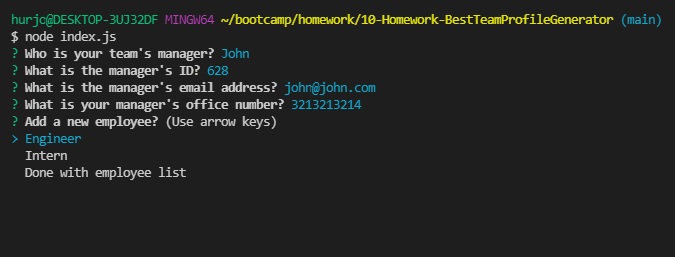 hurjc@DESKTOP-3UJ32DF MINGW64 ~/bootcamp/homework/10-Homework-BestTeamProfileGenerator (main)
$ node index.js
? Who is your team's manager? John
? What is the manager's ID? 628
? What is the manager's email address? john@john.com
? What is your manager's office number? 3213213214
? Add a new employee? (Use arrow keys)
> Engineer
Intern
Done with employee list